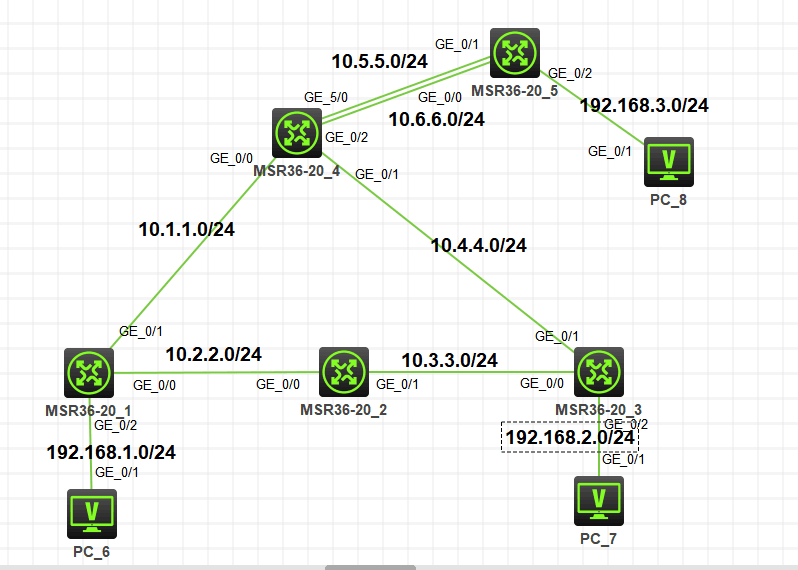 GE_0/1
10.5.5.0/24
GE_0/2
MSR36-20_5
GE_5/0
GE_0/0
192.168.3.0/24
10.6.6.0/24
GE_0/2
GE_0/1
GE_0/0
MSR36-20_4
GE_0/1
V
PC_8
10.1.1.0/24
10.4.4.0/24
GE_0/1
GE_0/1
10.2.2.0/24
10.3.3.0/24
GE_0/0
GE_0/0
GE_0/1
GE_0/0
MSR36-20_1
MSR36-20_2
MSR36-20_3
GE_0/2
GE_0/2
192.168.2.0/24
192.168.1.0/24
GE_0/1
GE_0/1
V
V
PC_7
PC_6